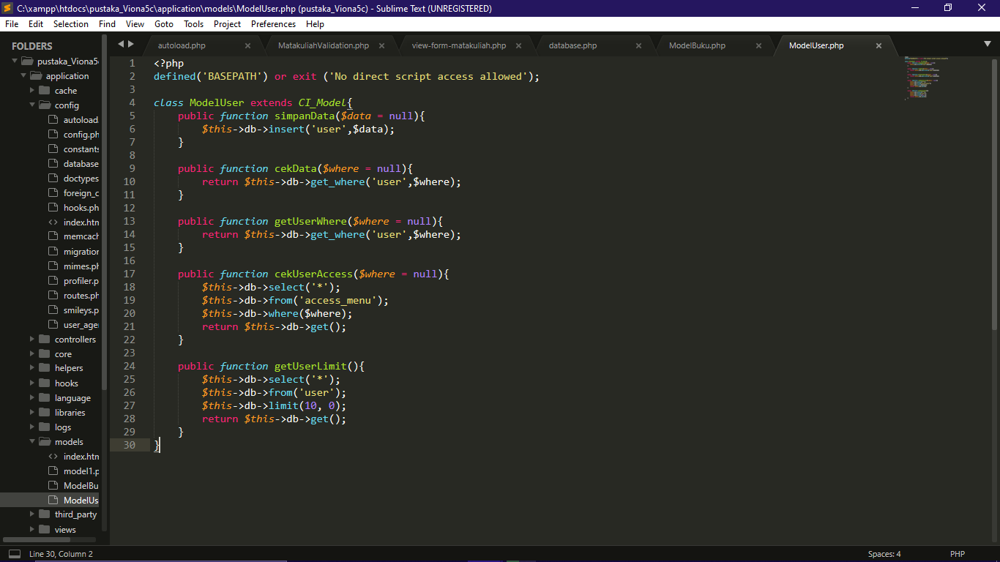 C:\xampp\htdocs\pustaka_Viona5c\application\models\ModelUser.php (pustaka_Viona5c) - Sublime Text (UNREGISTERED)
File Edit Selection Find View Goto Tools Project Preferences Help
FOLDERS
pustaka_Viona5
application
cache
config
autoload.
config.ph
constants
database
doctypes
foreign_c
hooks.ph
index.htm
memcach
migration
mimes.ph
profiler.p
routes.ph
smileys.p
user_age
controllers
core
helpers
hooks
language
libraries
logs
models
index.htm
model1.p
ModelBu
ModelUs
third_party
views
autoload.php MatakuliahValidation.php view-form-matakuliah.php database.php ModelBuku.php ModelUser.php
1 <?php
2 defined('BASEPATH') or exit ('No direct script access allowed');
3
4 class ModelUser extends CI_Model{
5 public function simpanData($data = null){
6 $this->db->insert('user',$data);
7 }
8
9 public function cekData($where = null){
10 return $this->db->get_where('user',$where);
11 }
12
13 public function getUserWhere($where = null){
14 return $this->db->get_where('user',$where);
15 }
16
17 public function cekUserAccess($where = null){
18 $this->db->select('*');
19 $this->db->from('access_menu');
20 $this->db->where($where);
21 return $this->db->get();
22 }
23
24 public function getUserLimit(){
25 $this->db->select('*');
26 $this->db->from('user');
27 $this->db->limit(10, 0);
28 return $this->db->get();
29 }
30 }
Line 30, Column 2 Spaces: 4 PHP